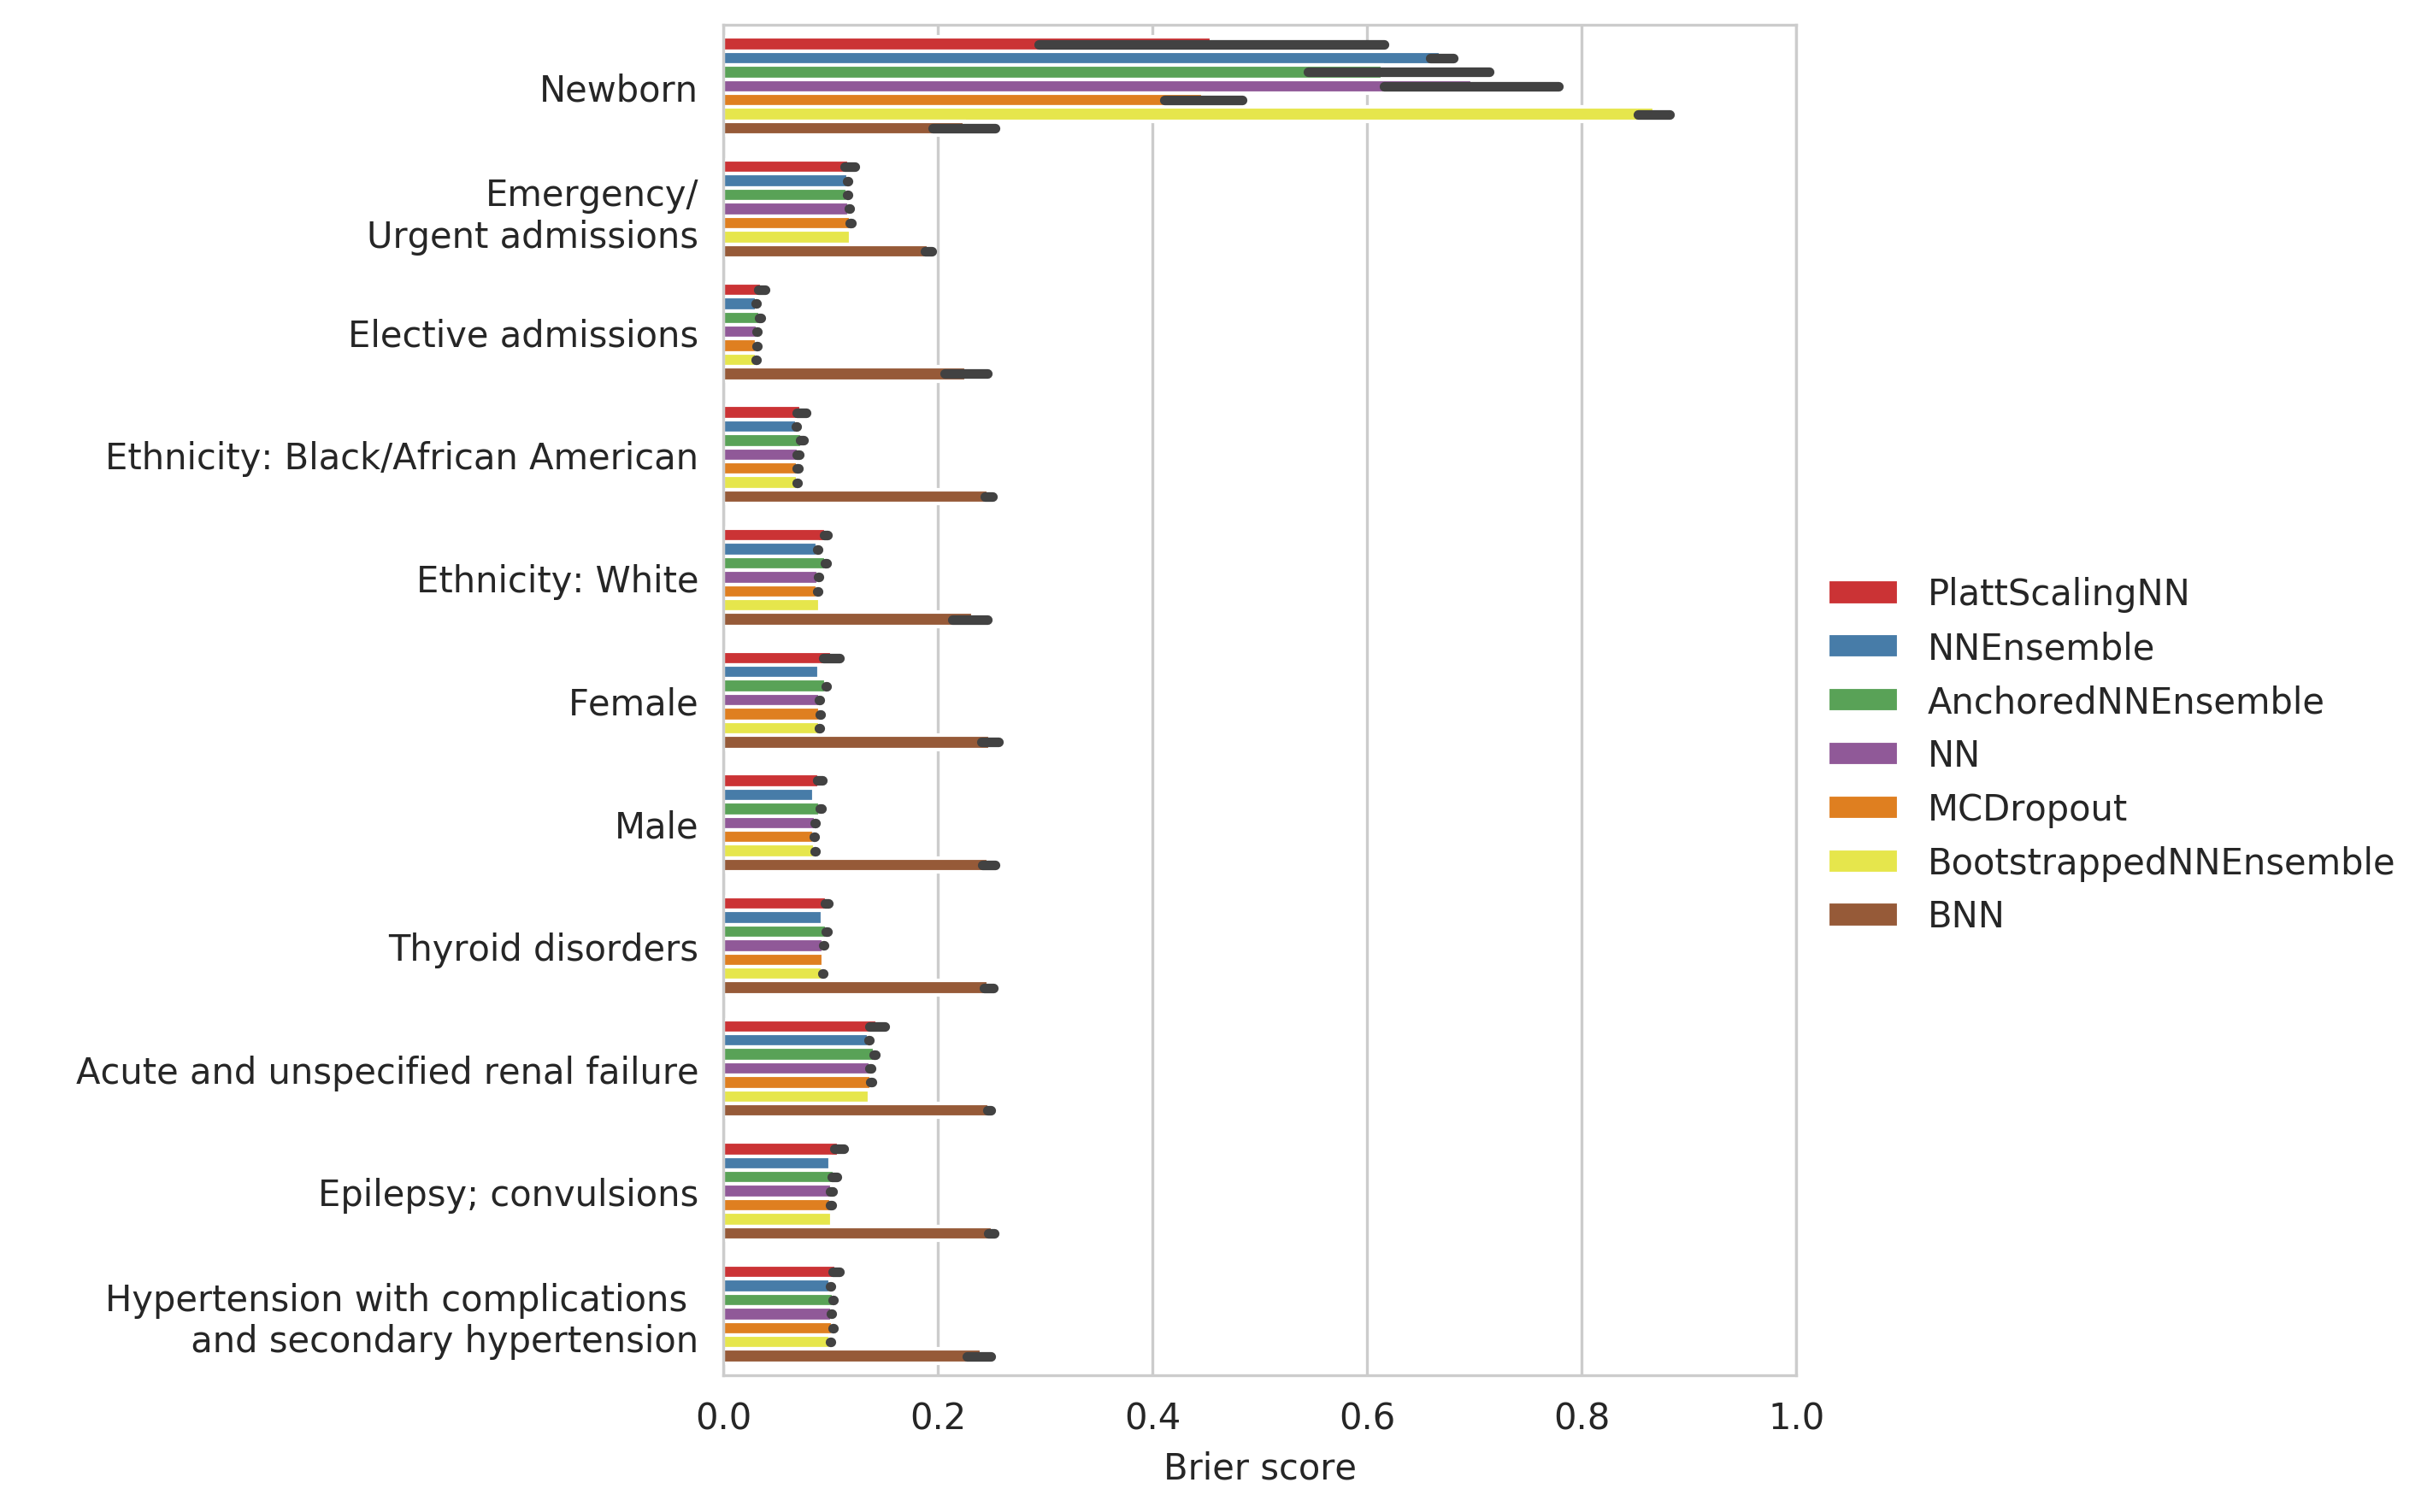 Newborn
Emergency/
Urgent admissions
Elective admissions
Ethnicity: Black/African American
Ethnicity: White
Female
Male
Thyroid disorders
Acute and unspecified renal failure
Epilepsy; convulsions
Hypertension with complications
and secondary hypertension
0.0 0.2 0.4 0.6 0.8 1.0
Brier score
PlattScalingNN
NNEnsemble
AnchoredNNEnsemble
NN
MCDropout
BootstrappedNNEnsemble
BNN